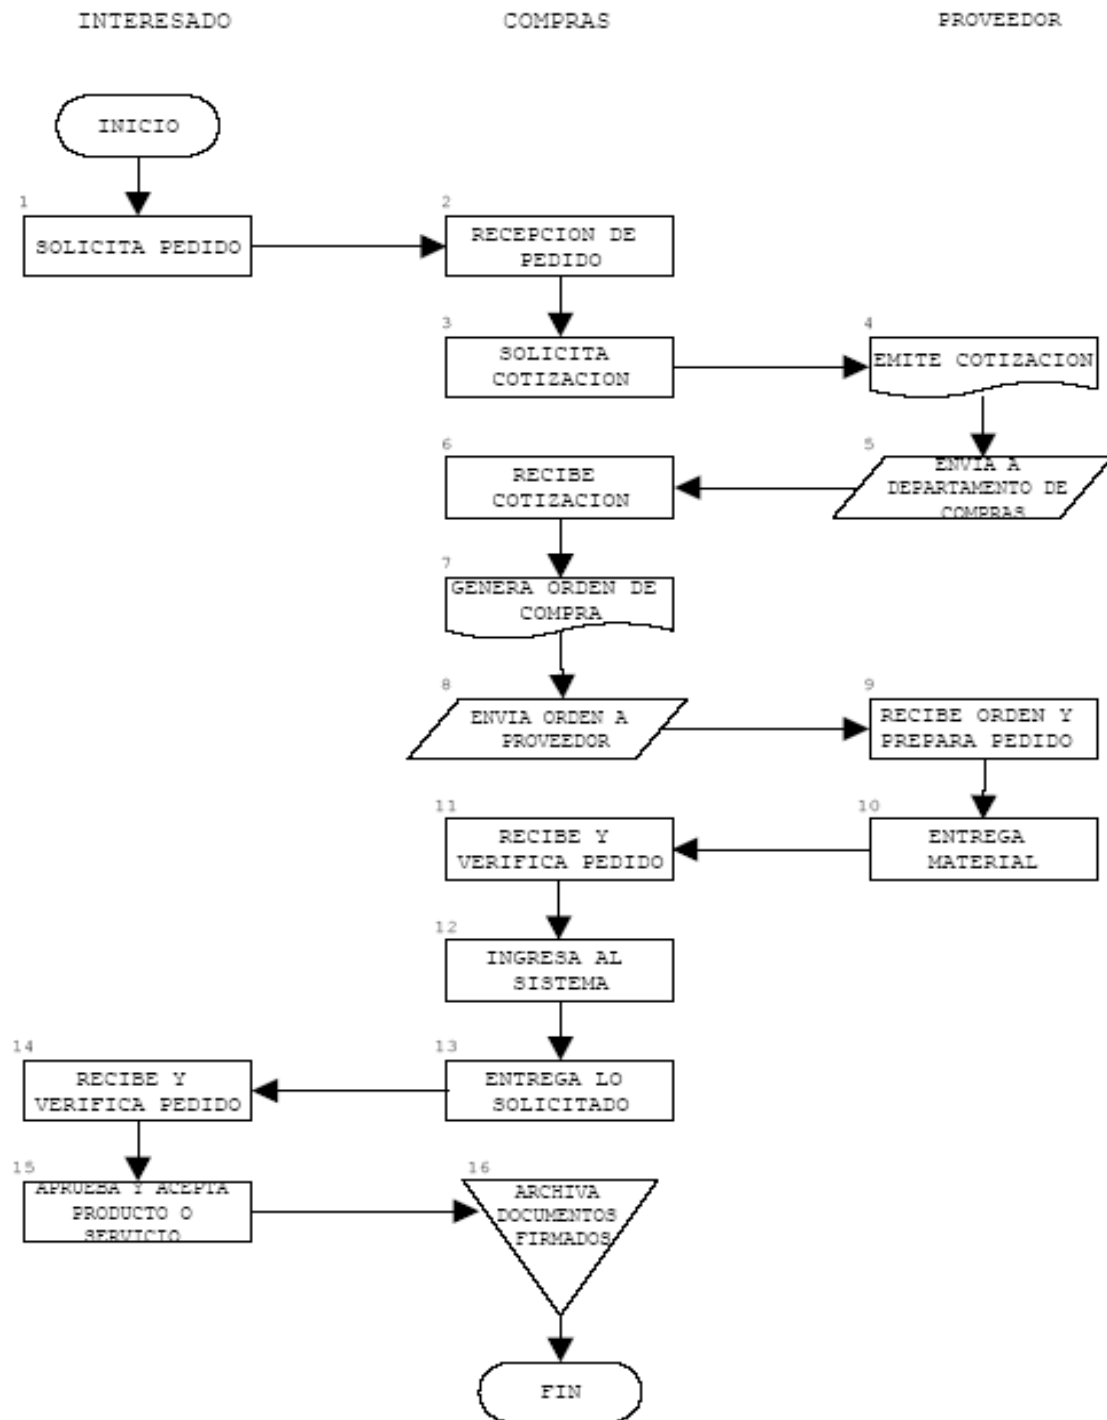 INTERESADO
COMPRAS
PROVEEDOR
INICIO
1
SOLICITA PEDIDO
2
RECEPCION DE
PEDIDO
3
SOLICITA
COTIZACION
4
EMITE COTIZACION
5
ENVIA A
DEPARTAMENTO DE
COMPRAS
6
RECIBE
COTIZACION
7
GENERA ORDEN DE
COMPRA
8
ENVIA ORDEN A
PROVEEDOR
9
RECIBE ORDEN Y
PREPARA PEDIDO
10
ENTREGA
MATERIAL
11
RECIBE Y
VERIFICA PEDIDO
12
INGRESA AL
SISTEMA
13
ENTREGA LO
SOLICITADO
14
RECIBE Y
VERIFICA PEDIDO
15
APRUEBA Y ACEPTA
PRODUCTO O
SERVICIO
16
ARCHIVA
DOCUMENTOS
FIRMADOS
FIN